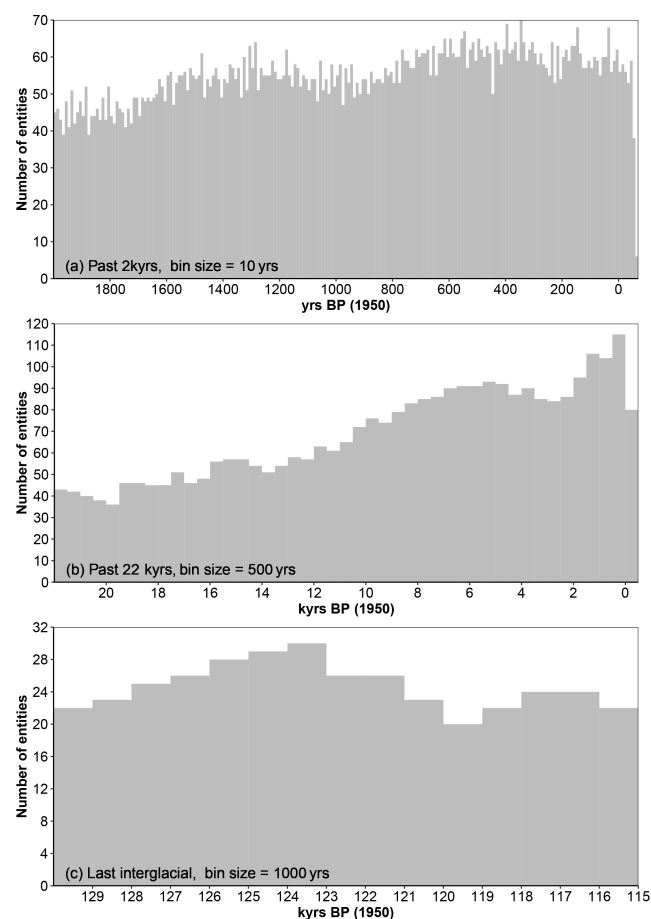 70
60
50
40
30
20
10
0
Number of entities
(a) Past 2kyrs, bin size = 10 yrs
1800 1600 1400 1200 1000 800 600 400 200 0
yrs BP (1950)
120
110
100
90
80
70
60
50
40
30
20
10
0
Number of entities
(b) Past 22 kyrs, bin size = 500 yrs
20 18 16 14 12 10 8 6 4 2 0
kyrs BP (1950)
32
28
24
20
16
12
8
4
0
Number of entities
(c) Last interglacial, bin size = 1000 yrs
129 128 127 126 125 124 123 122 121 120 119 118 117 116 115
kyrs BP (1950)